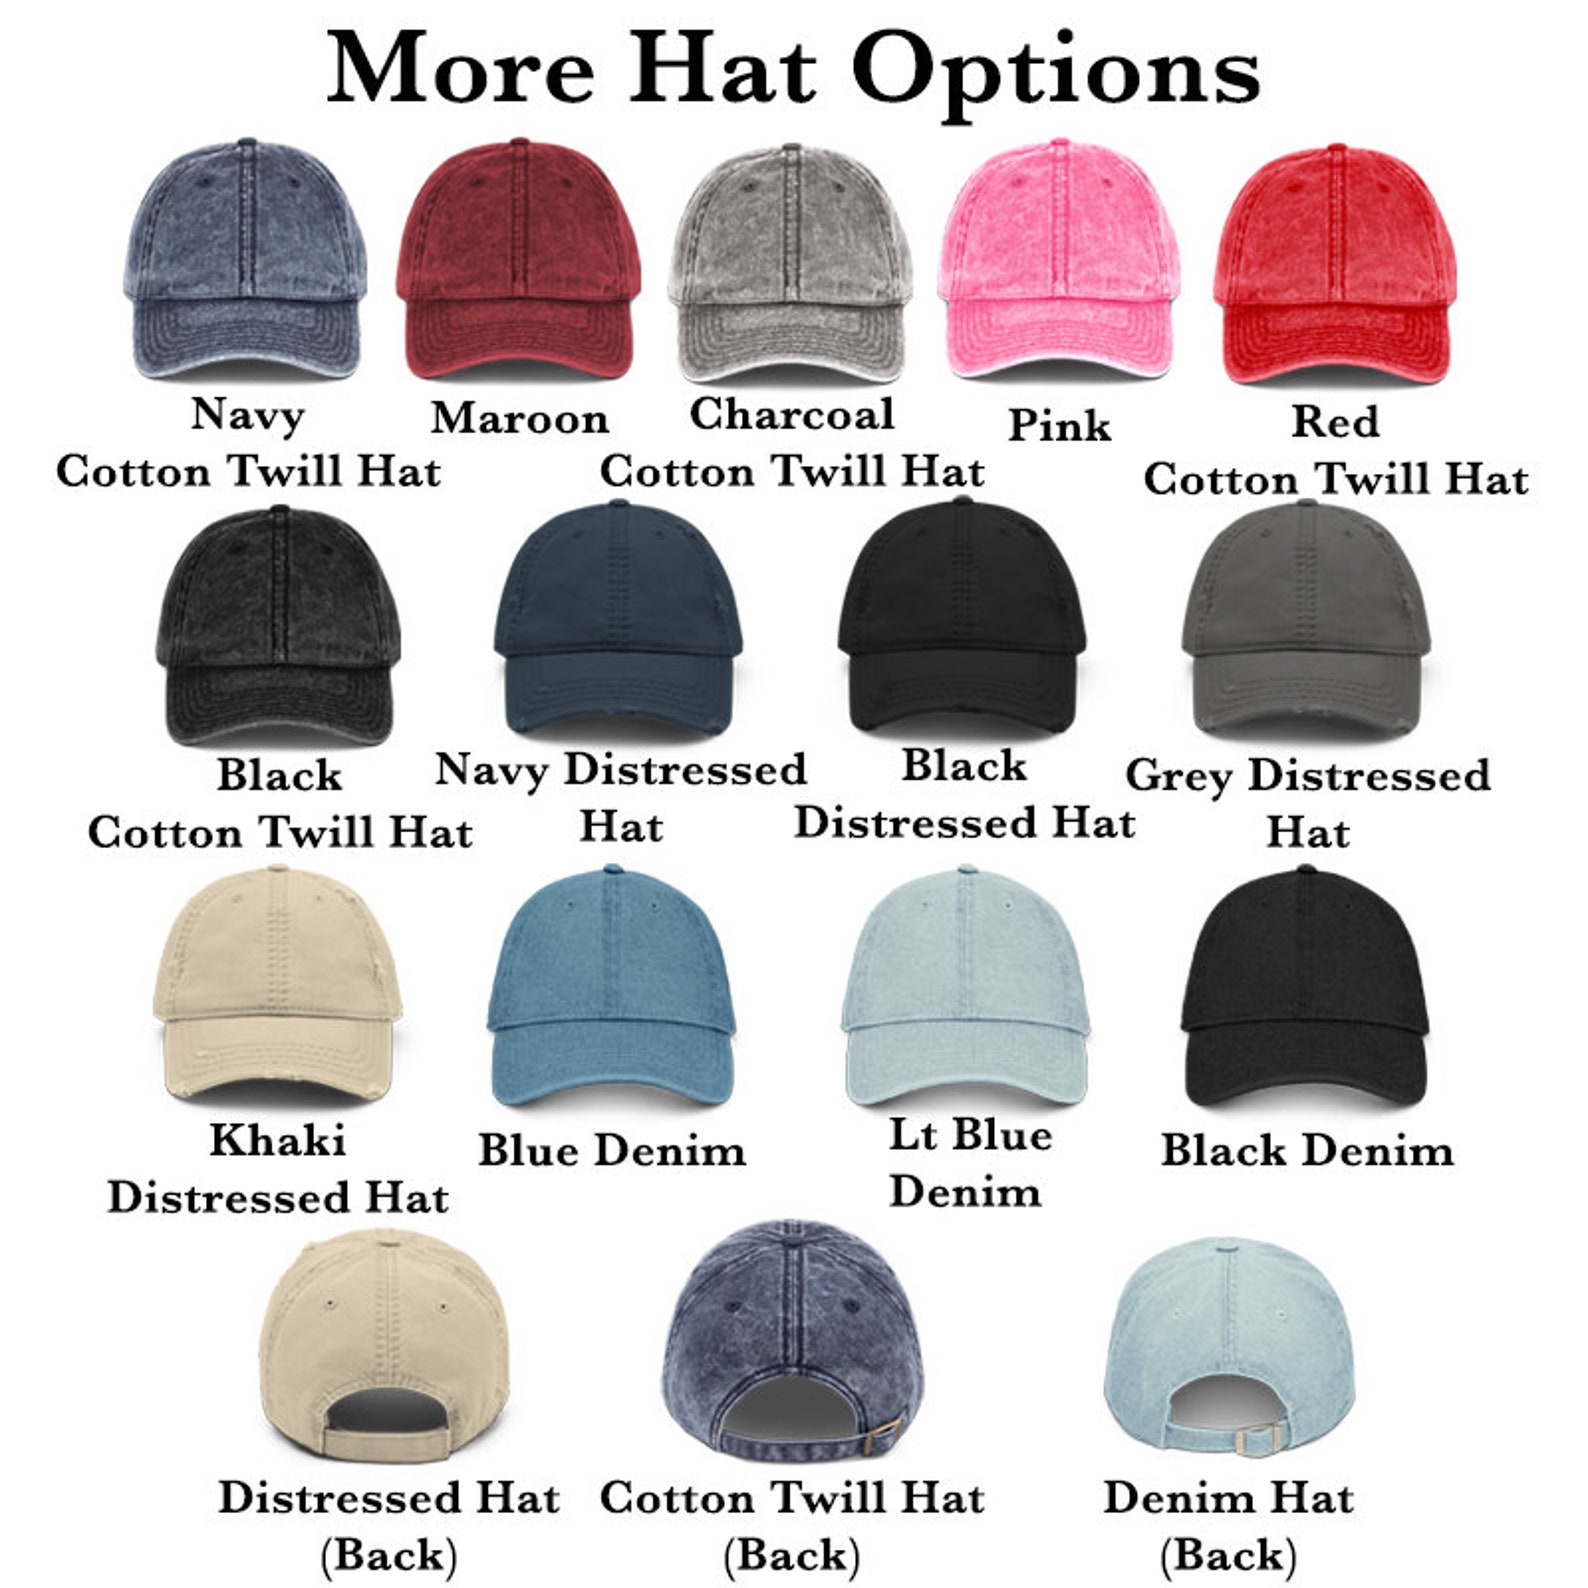 More Hat Options
Navy
Cotton Twill Hat
Maroon
Charcoal
Cotton Twill Hat
Pink
Red
Cotton Twill Hat
Black
Cotton Twill Hat
Navy Distressed
Hat
Black
Distressed Hat
Grey Distressed
Hat
Khaki
Distressed Hat
Blue Denim
Lt Blue
Denim
Black Denim
Distressed Hat
(Back)
Cotton Twill Hat
(Back)
Denim Hat
(Back)